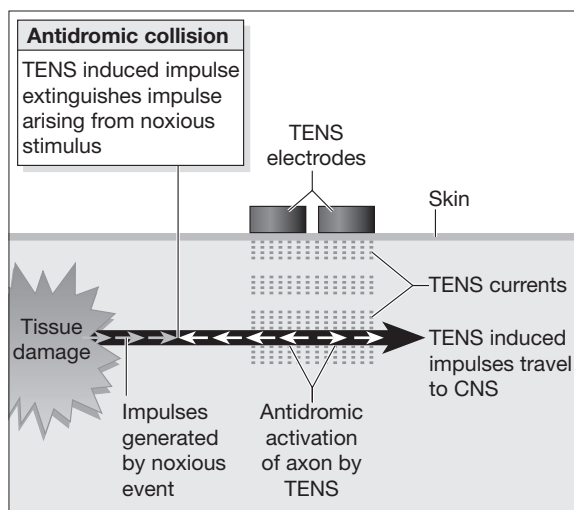 Antidromic collision
TENS induced impulse
extinguishes impulse
arising from noxious
stimulus
TENS
electrodes
Skin
TENS currents
Tissue
damage
TENS induced
impulses travel
to CNS
Impulses
generated
by noxious
event
Antidromic
activation
of axon by
TENS